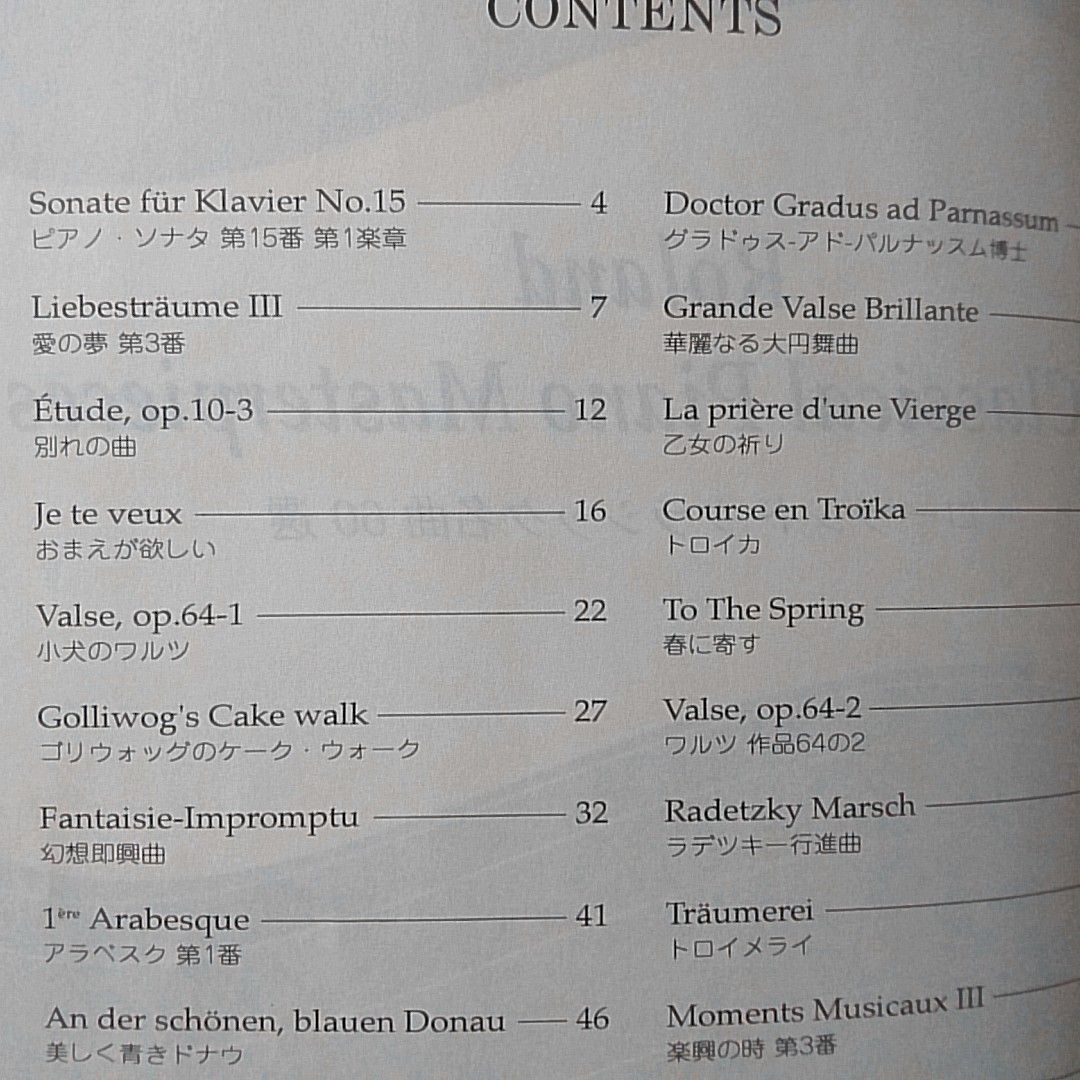 CONTENTS
Sonate für Klavier No.15 4
ピアノ・ソナタ 第15番 第1楽章
Liebesträume III 7
愛の夢 第3番
Étude, op.10-3 12
別れの曲
Je te veux 16
おまえが欲しい
Valse, op.64-1 22
小犬のワルツ
Golliwog's Cake walk 27
ゴリウォッグのケーク・ウォーク
Fantaisie-Impromptu 32
幻想即興曲
1ère Arabesque 41
アラベスク 第1番
An der schönen, blauen Donau 46
美しく青きドナウ
Doctor Gradus ad Parnassum
グラドゥス-アド-パルナッスム博士
Grande Valse Brillante
華麗なる大円舞曲
La prière d'une Vierge
乙女の祈り
Course en Troïka
トロイカ
To The Spring
春に寄す
Valse, op.64-2
ワルツ 作品64の2
Radetzky Marsch
ラデツキー行進曲
Träumerei
トロイメライ
Moments Musicaux III
楽興の時 第3番